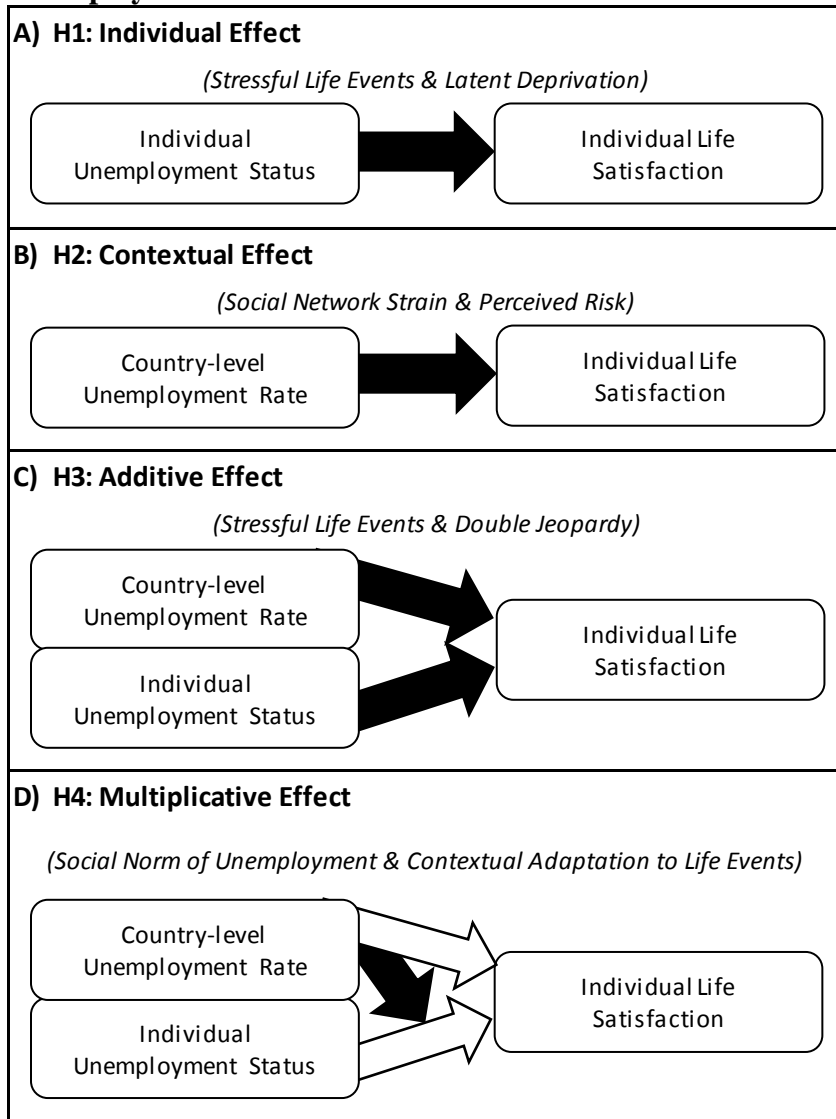 A) H1: Individual Effect
(Stressful Life Events & Latent Deprivation)
Individual
Unemployment Status
Individual Life
Satisfaction
B) H2: Contextual Effect
(Social Network Strain & Perceived Risk)
Country-level
Unemployment Rate
Individual Life
Satisfaction
C) H3: Additive Effect
(Stressful Life Events & Double Jeopardy)
Country-level
Unemployment Rate
Individual
Unemployment Status
Individual Life
Satisfaction
D) H4: Multiplicative Effect
(Social Norm of Unemployment & Contextual Adaptation to Life Events)
Country-level
Unemployment Rate
Individual
Unemployment Status
Individual Life
Satisfaction